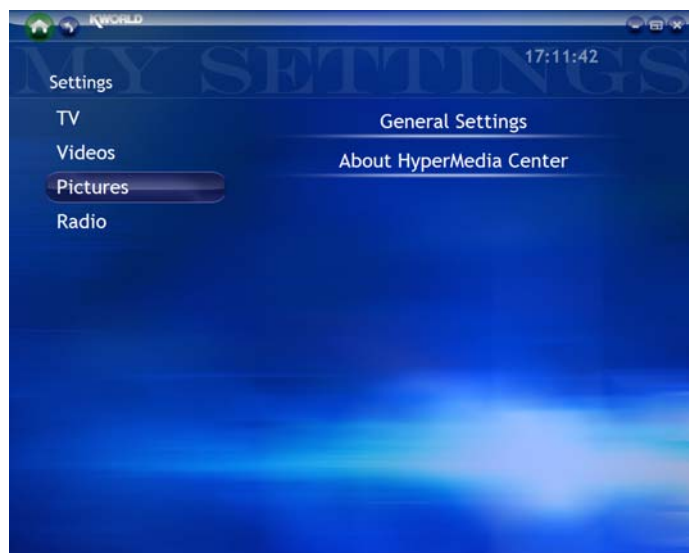 KWORLD
MY SETTINGS
17:11:42
Settings
TV
Videos
Pictures
Radio
General Settings
About HyperMedia Center